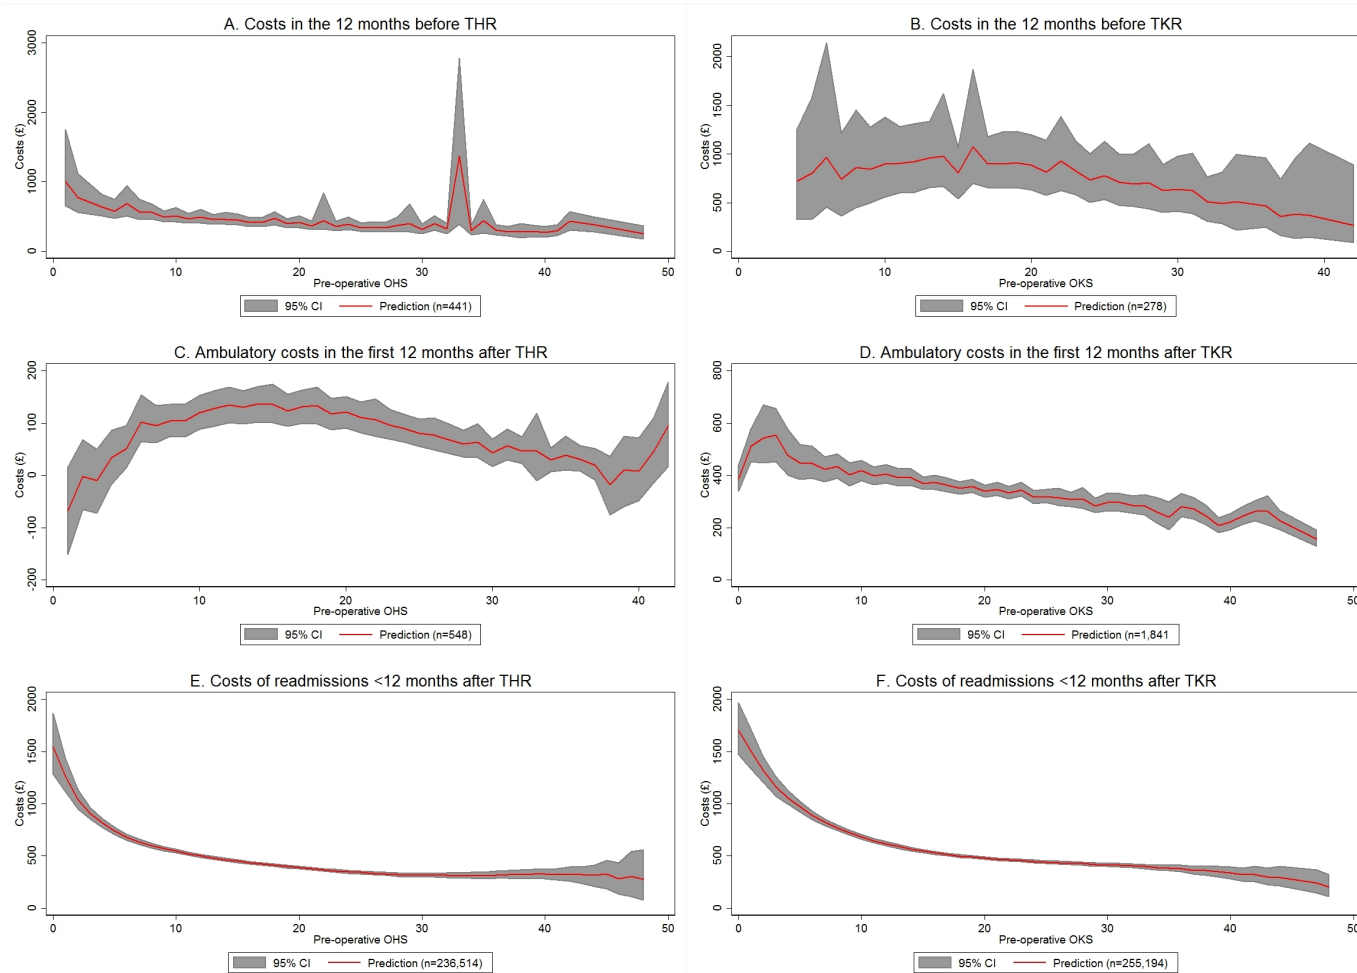 A. Costs in the 12 months before THR
Costs (£)
3000
2000
1000
0
0 10 20 30 40 50
Pre-operative OHS
95% CI Prediction (n=441)
B. Costs in the 12 months before TKR
Costs (£)
2000
1500
1000
500
0
0 10 20 30 40
Pre-operative OKS
95% CI Prediction (n=278)
C. Ambulatory costs in the first 12 months after THR
Costs (£)
200
100
0
-100
-200
0 10 20 30 40
Pre-operative OHS
95% CI Prediction (n=548)
D. Ambulatory costs in the first 12 months after TKR
Costs (£)
800
600
400
200
0
0 10 20 30 40 50
Pre-operative OKS
95% CI Prediction (n=1,841
E. Costs of readmissions <12 months after THR
Costs (£)
2000
1500
1000
500
0
0 10 20 30 40 50
Pre-operative OHS
95% CI Prediction (n=236,514)
F. Costs of readmissions <12 months after TKR
Costs (£)
2000
1500
1000
500
0
0 10 20 30 40 50
Pre-operative OKS
95% CI Prediction (n=255,194)